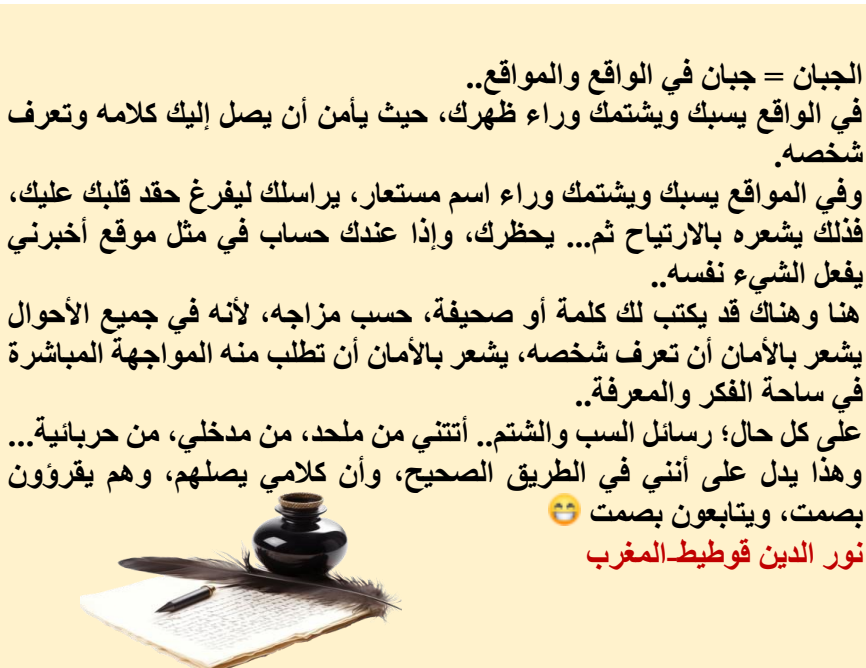 الجبان = جبان في الواقع والمواقع..
في الواقع يسبك ويشتمك وراء ظهرك، حيث يأمن أن يصل إليك كلامه وتعرف
شخصه.
وفي المواقع يسبك ويشتمك وراء اسم مستعار، يراسلك ليفرغ حقد قلبك عليك،
فذلك يشعره بالارتياح ثم... يحظرك، وإذا عندك حساب في مثل موقع أخبرني
يفعل الشيء نفسه..
هنا وهناك قد يكتب لك كلمة أو صحيفة، حسب مزاجه، لأنه في جميع الأحوال
يشعر بالأمان أن تعرف شخصه، يشعر بالأمان أن تطلب منه المواجهة المباشرة
في ساحة الفكر والمعرفة..
على كل حال؛ رسائل السب والشتم.. أتتني من ملحد، من مدخلي، من حربائية...
وهذا يدل على أنني في الطريق الصحيح، وأن كلامي يصلهم، وهم يقرؤون
بصمت، ويتابعون بصمت 😁
نور الدين قوطيط-المغرب